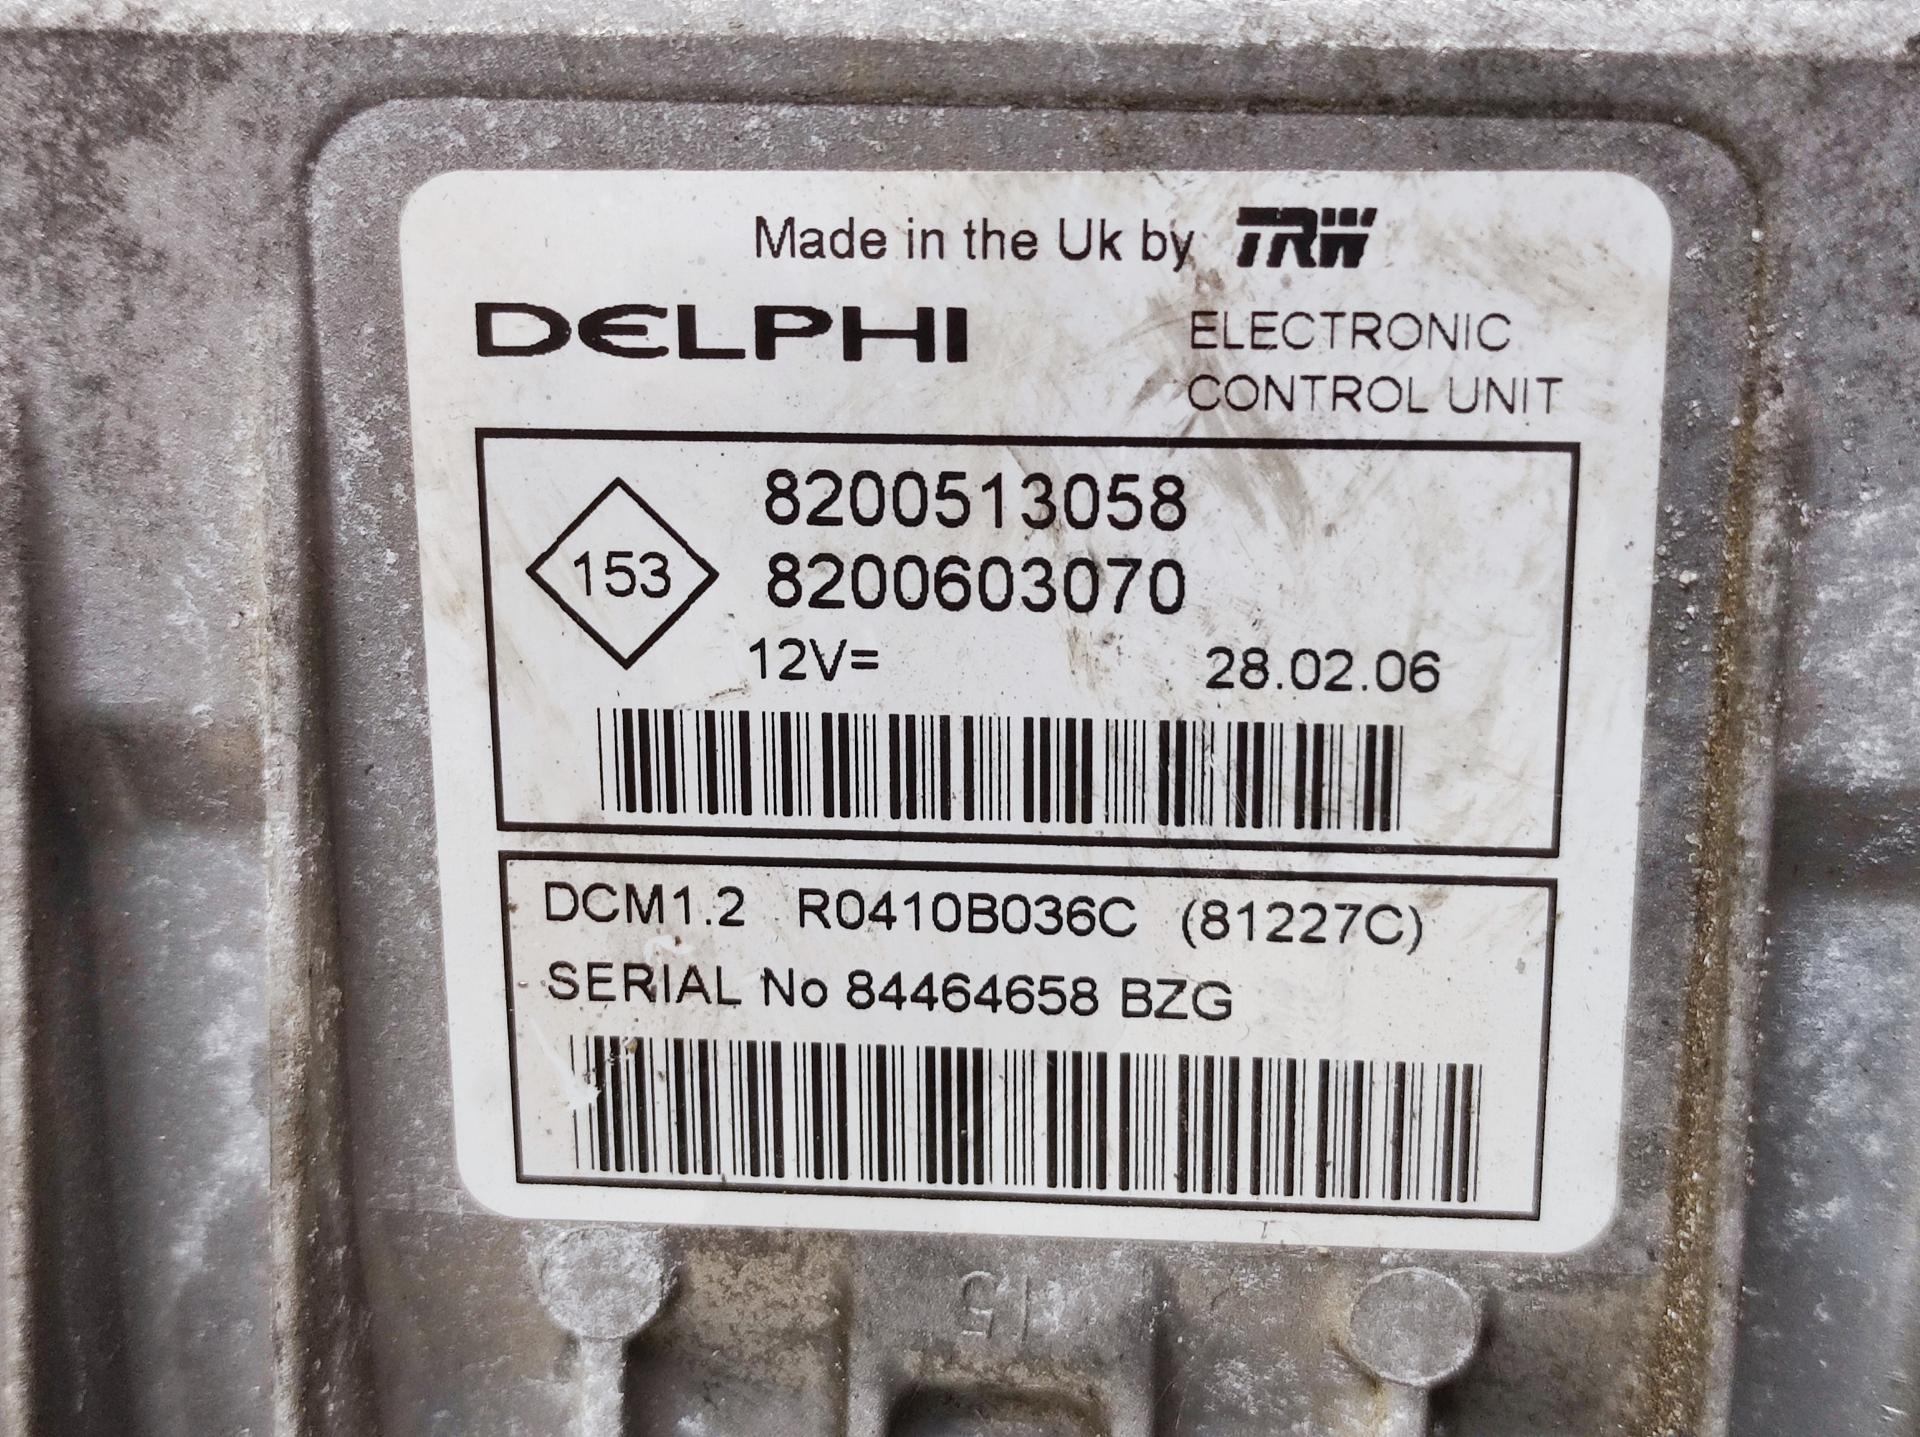 Made in the Uk by TRW
DELPHI
ELECTRONIC
CONTROL UNIT
153
8200513058
8200603070
12V=
28.02.06
DCM1.2 R0410B036C (81227C)
SERIAL No 84464658 BZG
15